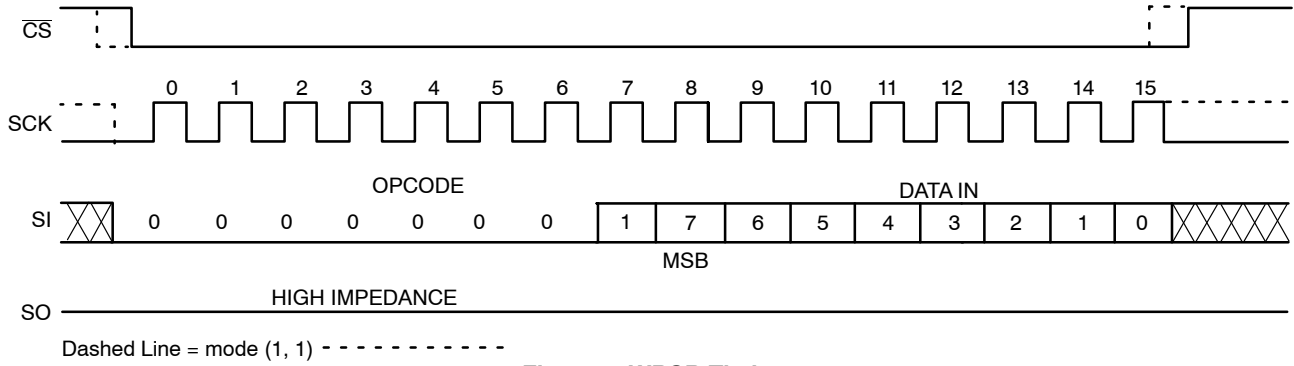 CS
0 1 2 3 4 5 6 7 8 9 10 11 12 13 14 15
SCK
OPCODE DATA IN
SI 0 0 0 0 0 0 0 1 7 6 5 4 3 2 1 0
MSB
HIGH IMPEDANCE
SO
Dashed Line = mode (1, 1)